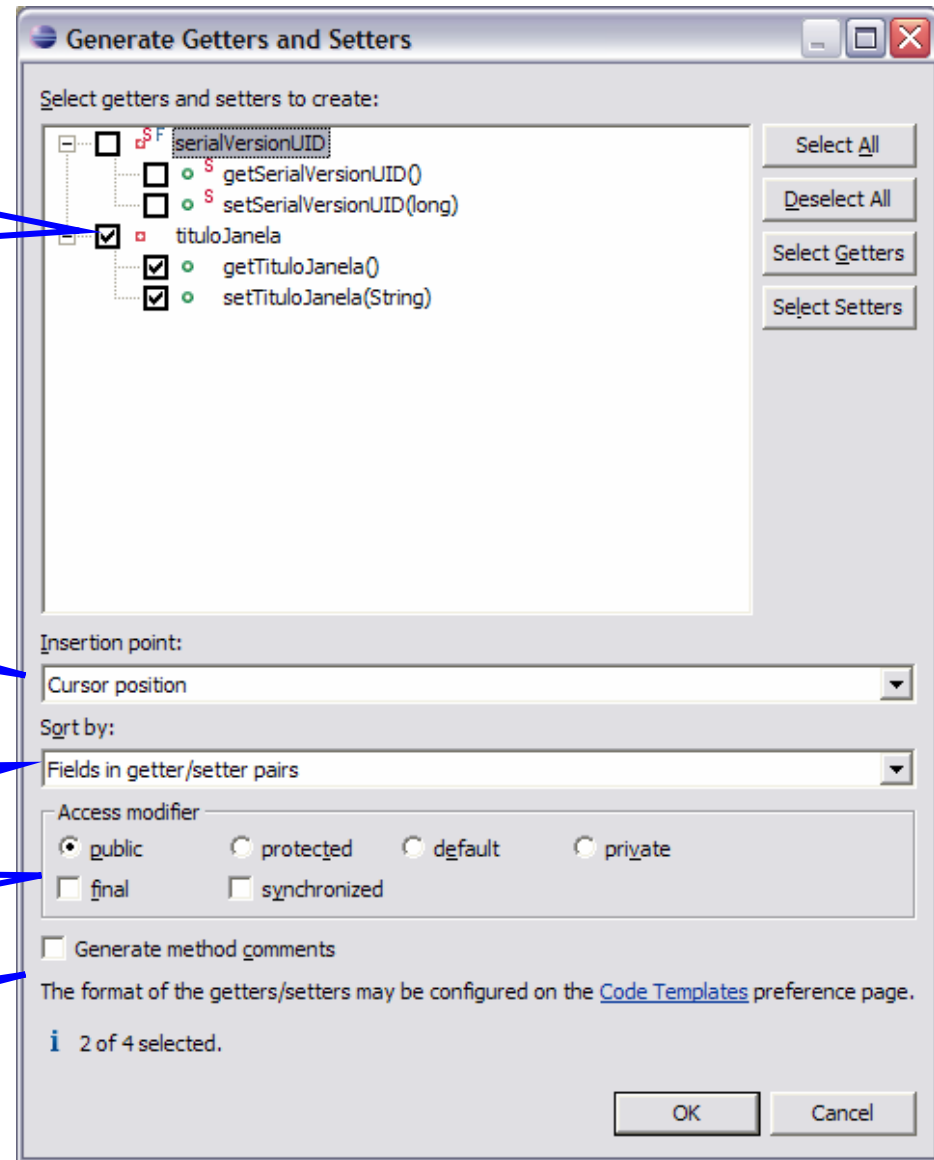 Generate Getters and Setters
Select getters and setters to create:
S F serialVersionUID
Select All
S getSerialVersionUID()
S setSerialVersionUID(long)
Deselect All
tituloJanela
Select Getters
getTituloJanela()
setTituloJanela(String)
Select Setters
Insertion point:
Cursor position
Sort by:
Fields in getter/setter pairs
Access modifier
public protected default private
final synchronized
Generate method comments
The format of the getters/setters may be configured on the Code Templates preference page.
i 2 of 4 selected.
OK Cancel